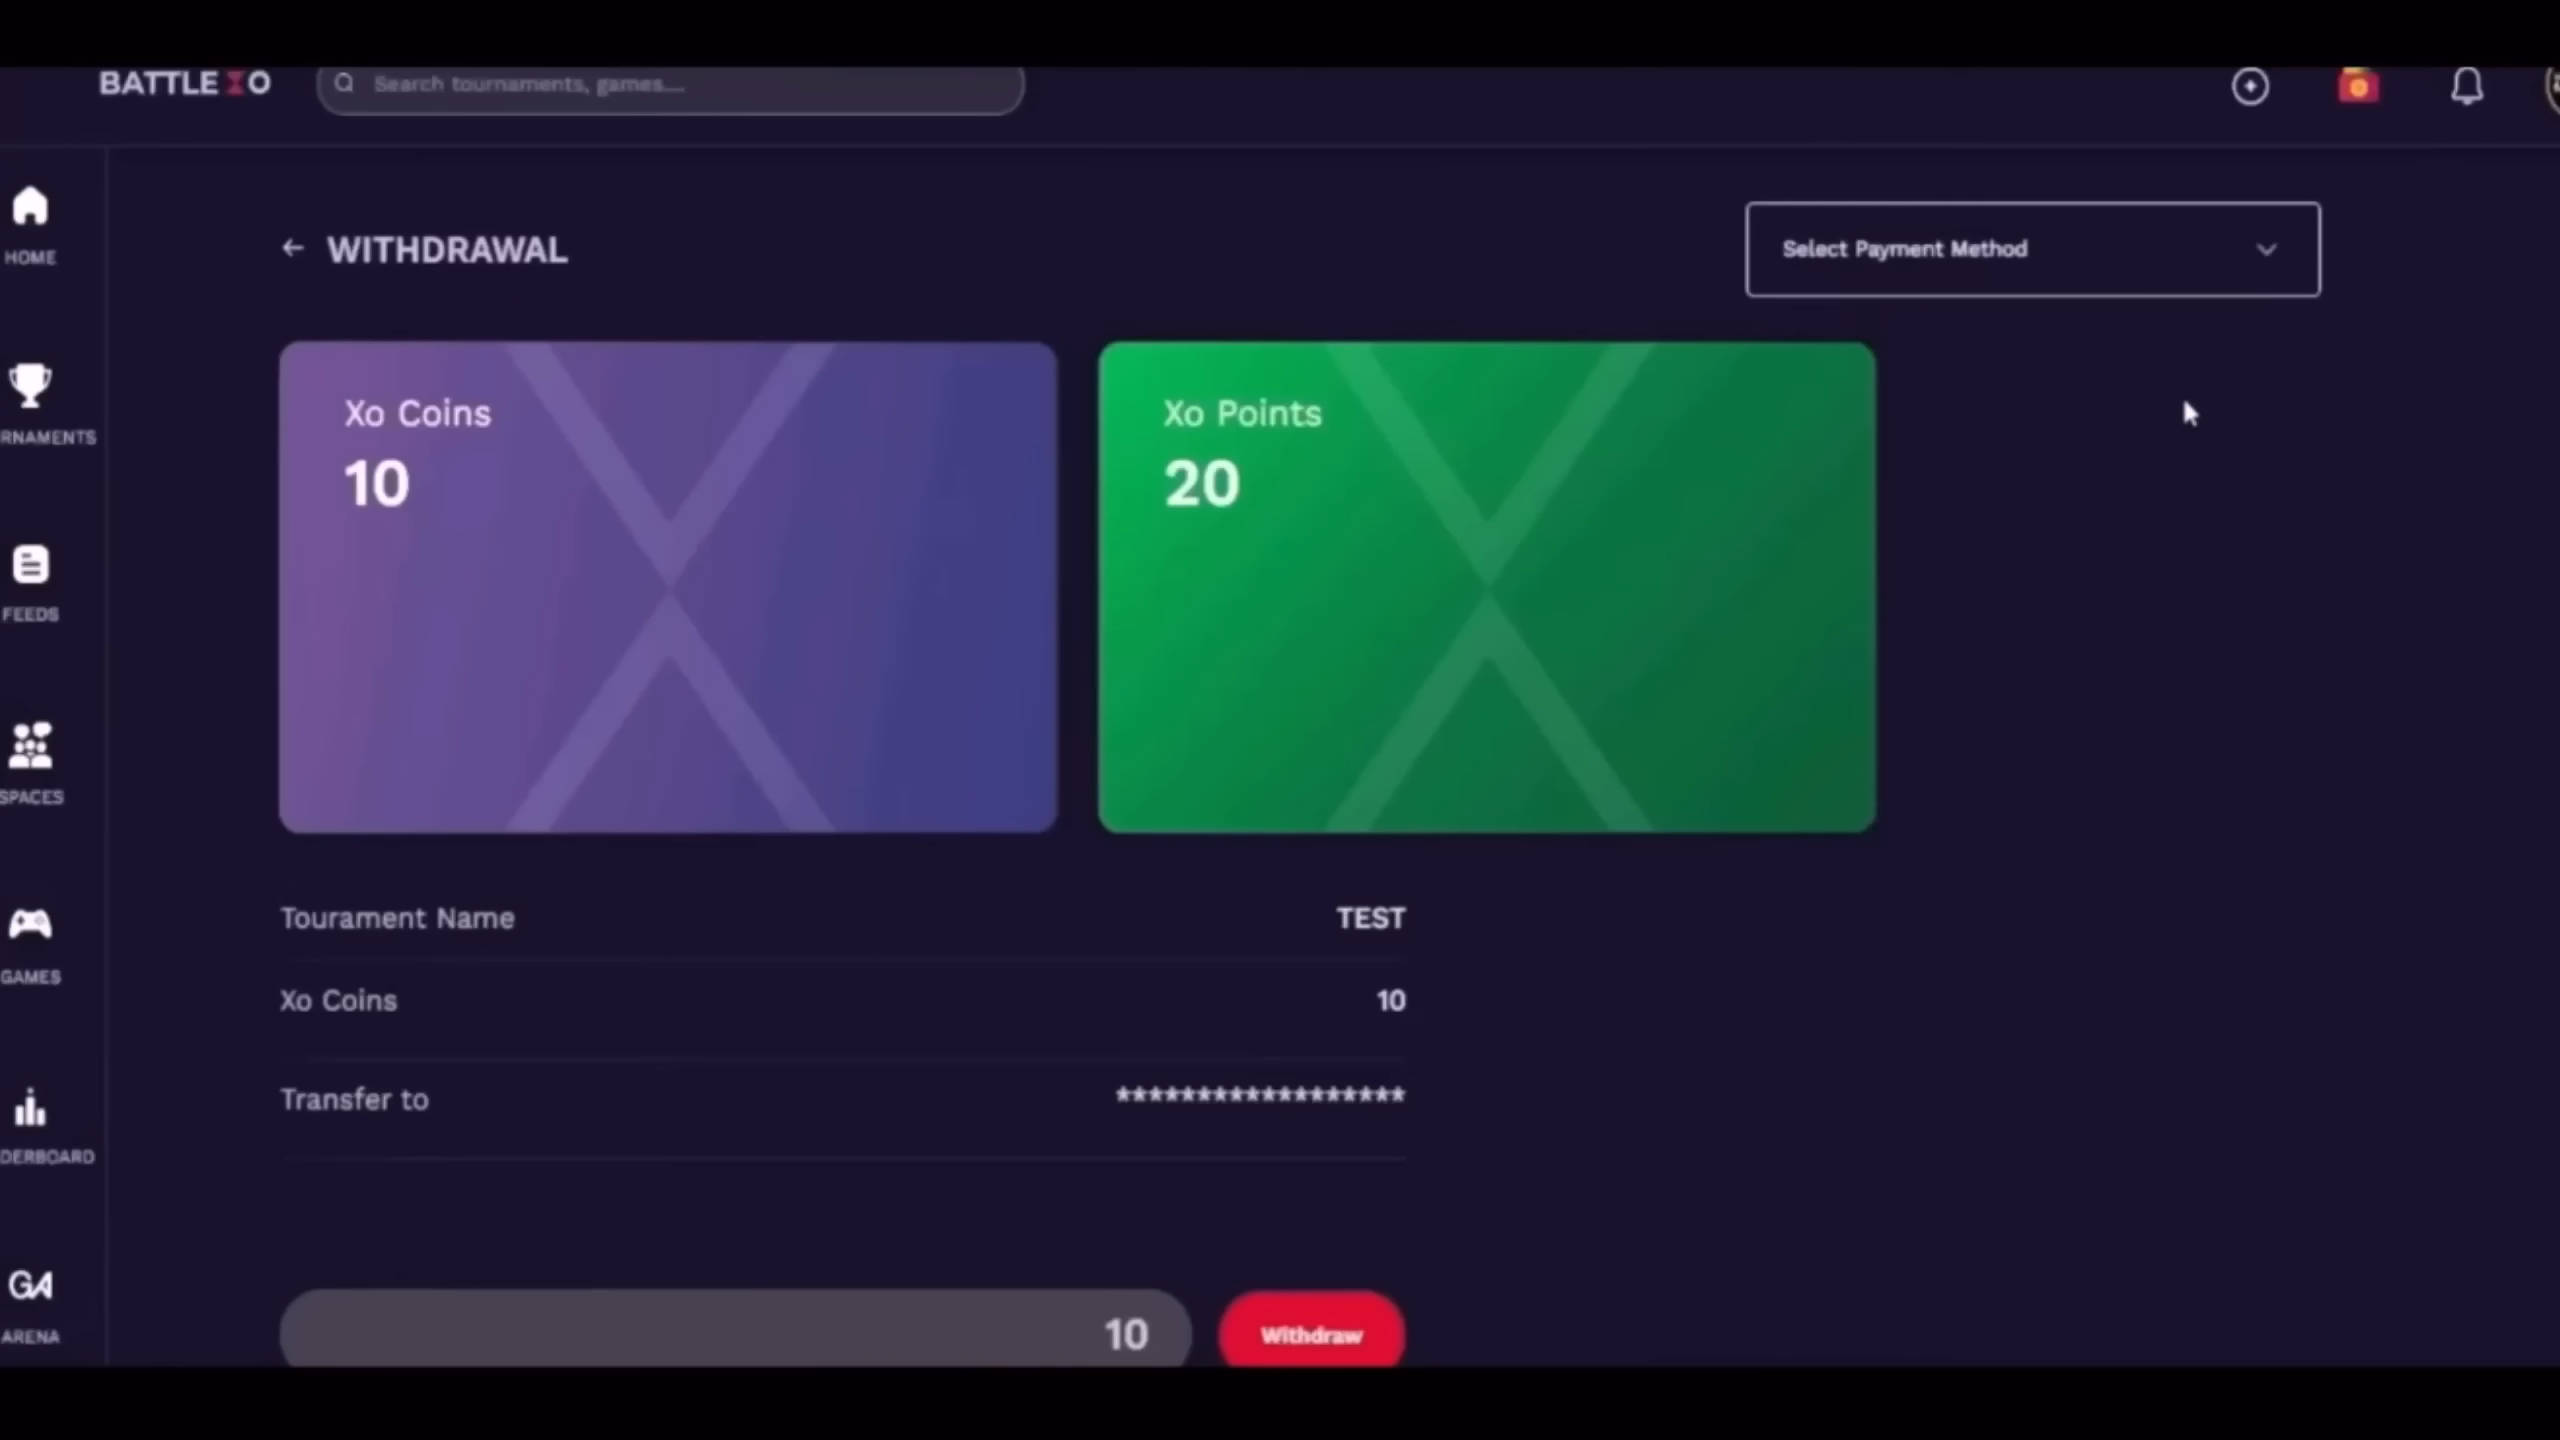 BATTLE XO
Search tournaments, games....
HOME
RNAMENTS
FEEDS
SPACES
GAMES
DERBOARD
GA
ARENA
← WITHDRAWAL
Select Payment Method
Xo Coins
10
Xo Points
20
Tourament Name TEST
Xo Coins 10
Transfer to ******************
10 Withdraw